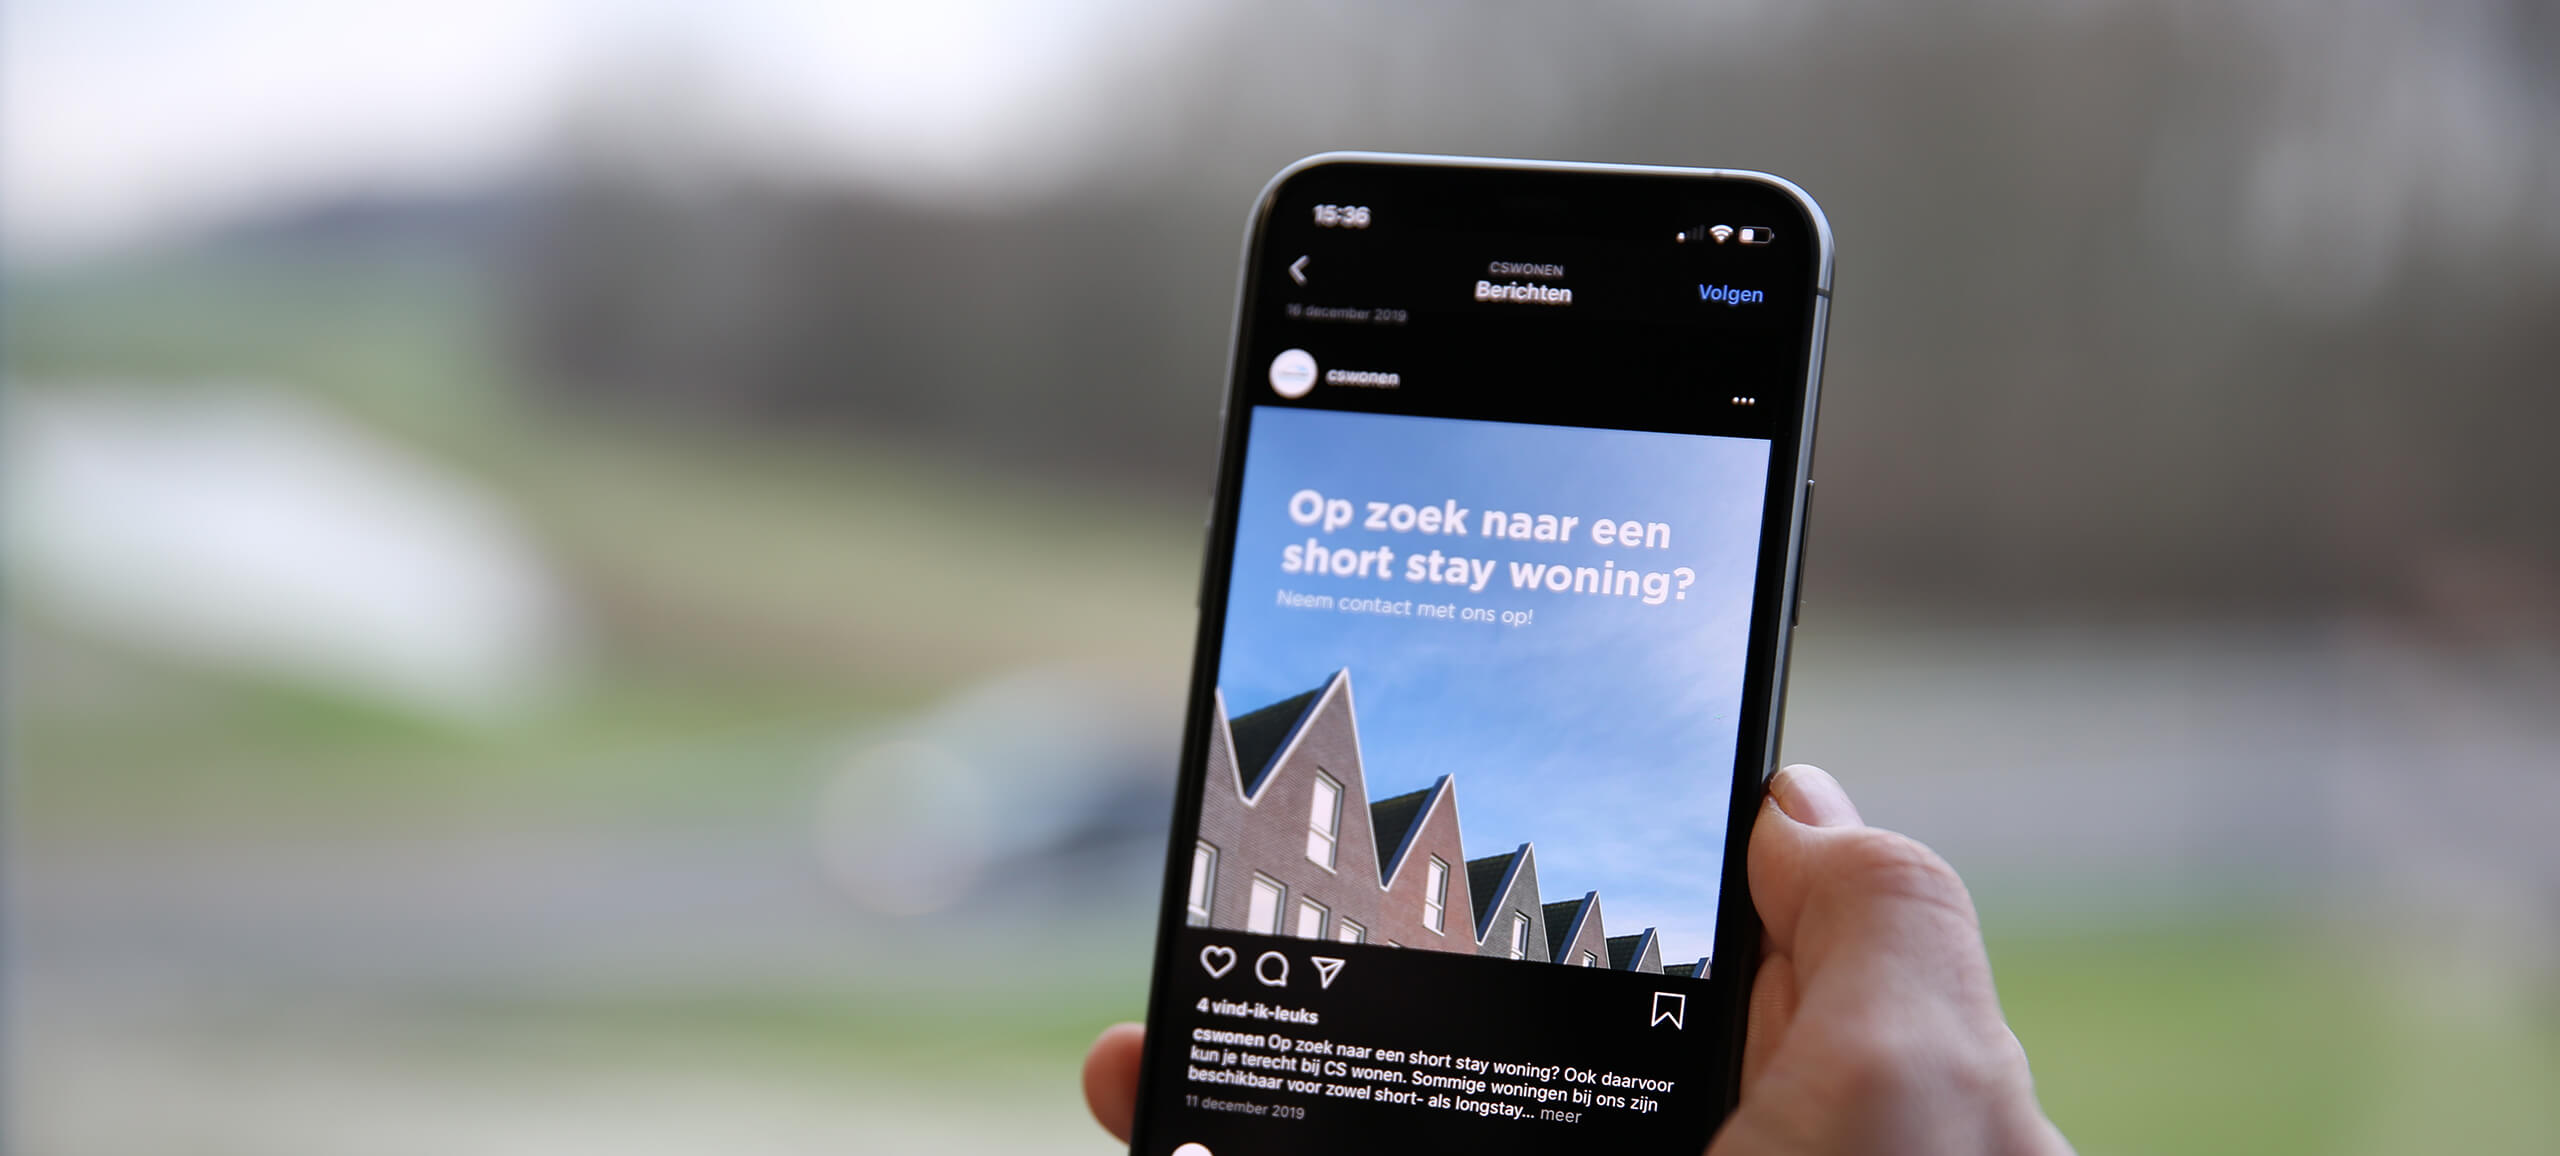 15:36
CSWONEN
Berichten
Volgen
16 december 2019
cswonen
Op zoek naar een
short stay woning?
Neem contact met ons op!
4 vind-ik-leuks
cswonen Op zoek naar een short stay woning? Ook daarvoor
kun je terecht bij CS wonen. Sommige woningen bij ons zijn
beschikbaar voor zowel short- als longstay... meer
11 december 2019